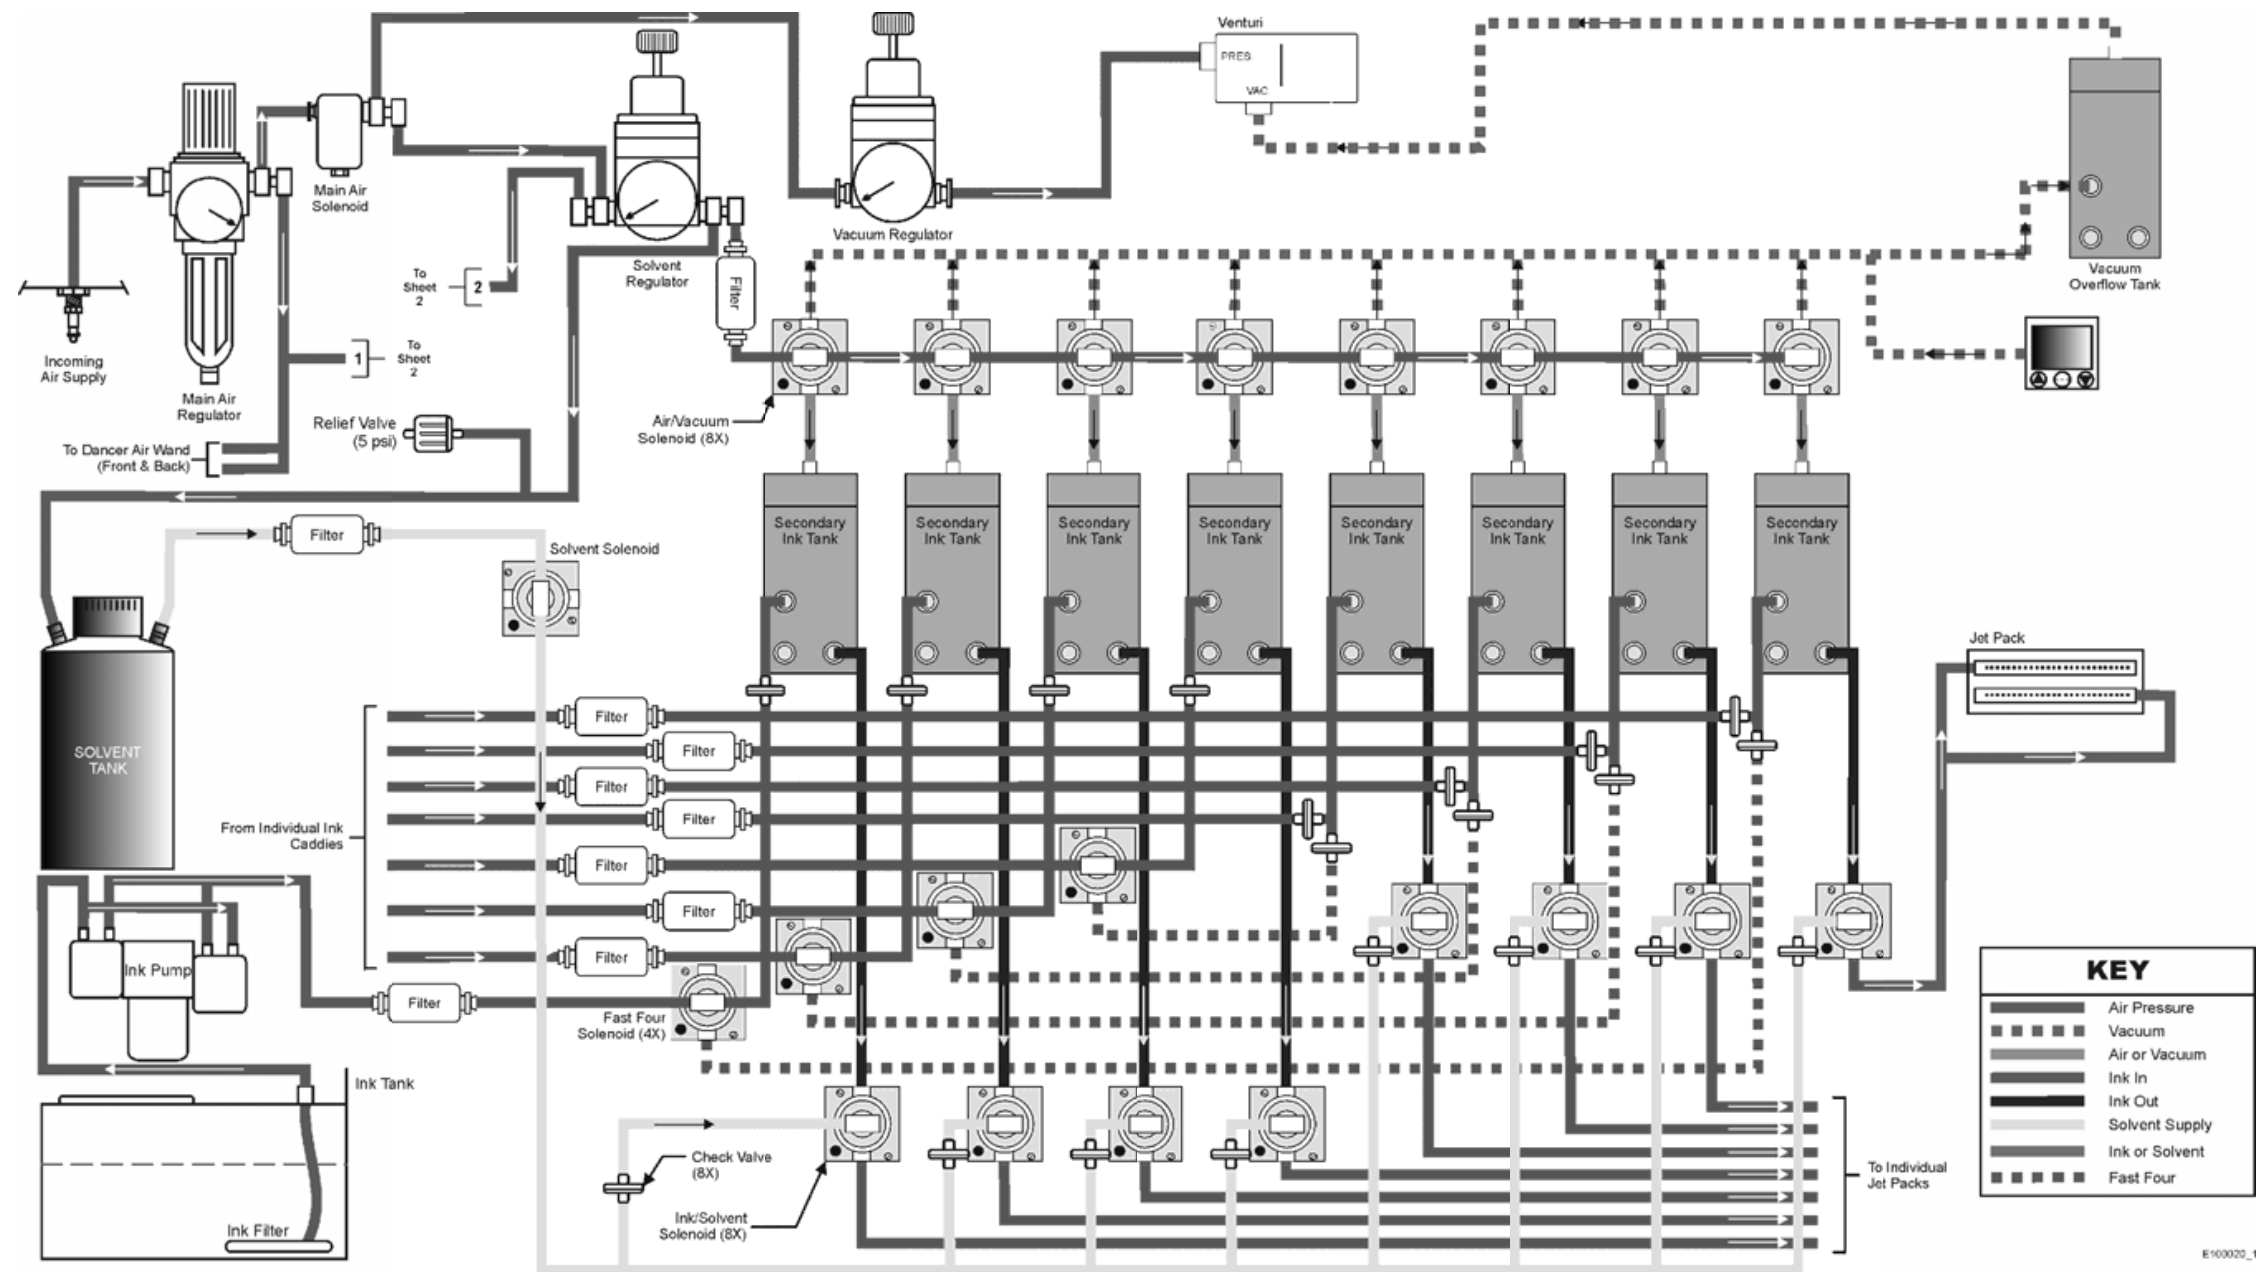 Venturi
PRES.
VAC
Main Air
Solenoid
Vacuum Regulator
Solvent
Regulator
To
Sheet
2
2
Filter
Vacuum
Overflow Tank
Incoming
Air Supply
Main Air
Regulator
1
To
Sheet
2
Relief Valve
(5 psi)
Air/Vacuum
Solenoid (8X)
To Dancer Air Wand
(Front & Back)
Filter
Solvent Solenoid
Secondary
Ink Tank
Secondary
Ink Tank
Secondary
Ink Tank
Secondary
Ink Tank
Secondary
Ink Tank
Secondary
Ink Tank
Secondary
Ink Tank
Secondary
Ink Tank
Jet Pack
SOLVENT
TANK
Filter
Filter
Filter
Filter
Filter
Filter
Filter
From Individual Ink
Caddies
Ink Pump
Filter
Fast Four
Solenoid (4X)
KEY
Air Pressure
Vacuum
Air or Vacuum
Ink In
Ink Out
Solvent Supply
Ink or Solvent
Fast Four
Ink Tank
Ink Filter
Check Valve
(8X)
Ink/Solvent
Solenoid (8X)
To Individual
Jet Packs
E100020_1